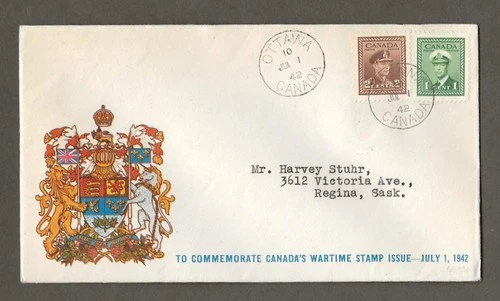 OTTAWA
10
JUL 1
42
CANADA
CANADA
2 CENTS 2
CANADA
1 CENT 1
JUL 1
42
CANADA
Mr. Harvey Stuhr,
3612 Victoria Ave.,
Regina, Sask.
TO COMMEMORATE CANADA'S WARTIME STAMP ISSUE—JULY 1, 1942